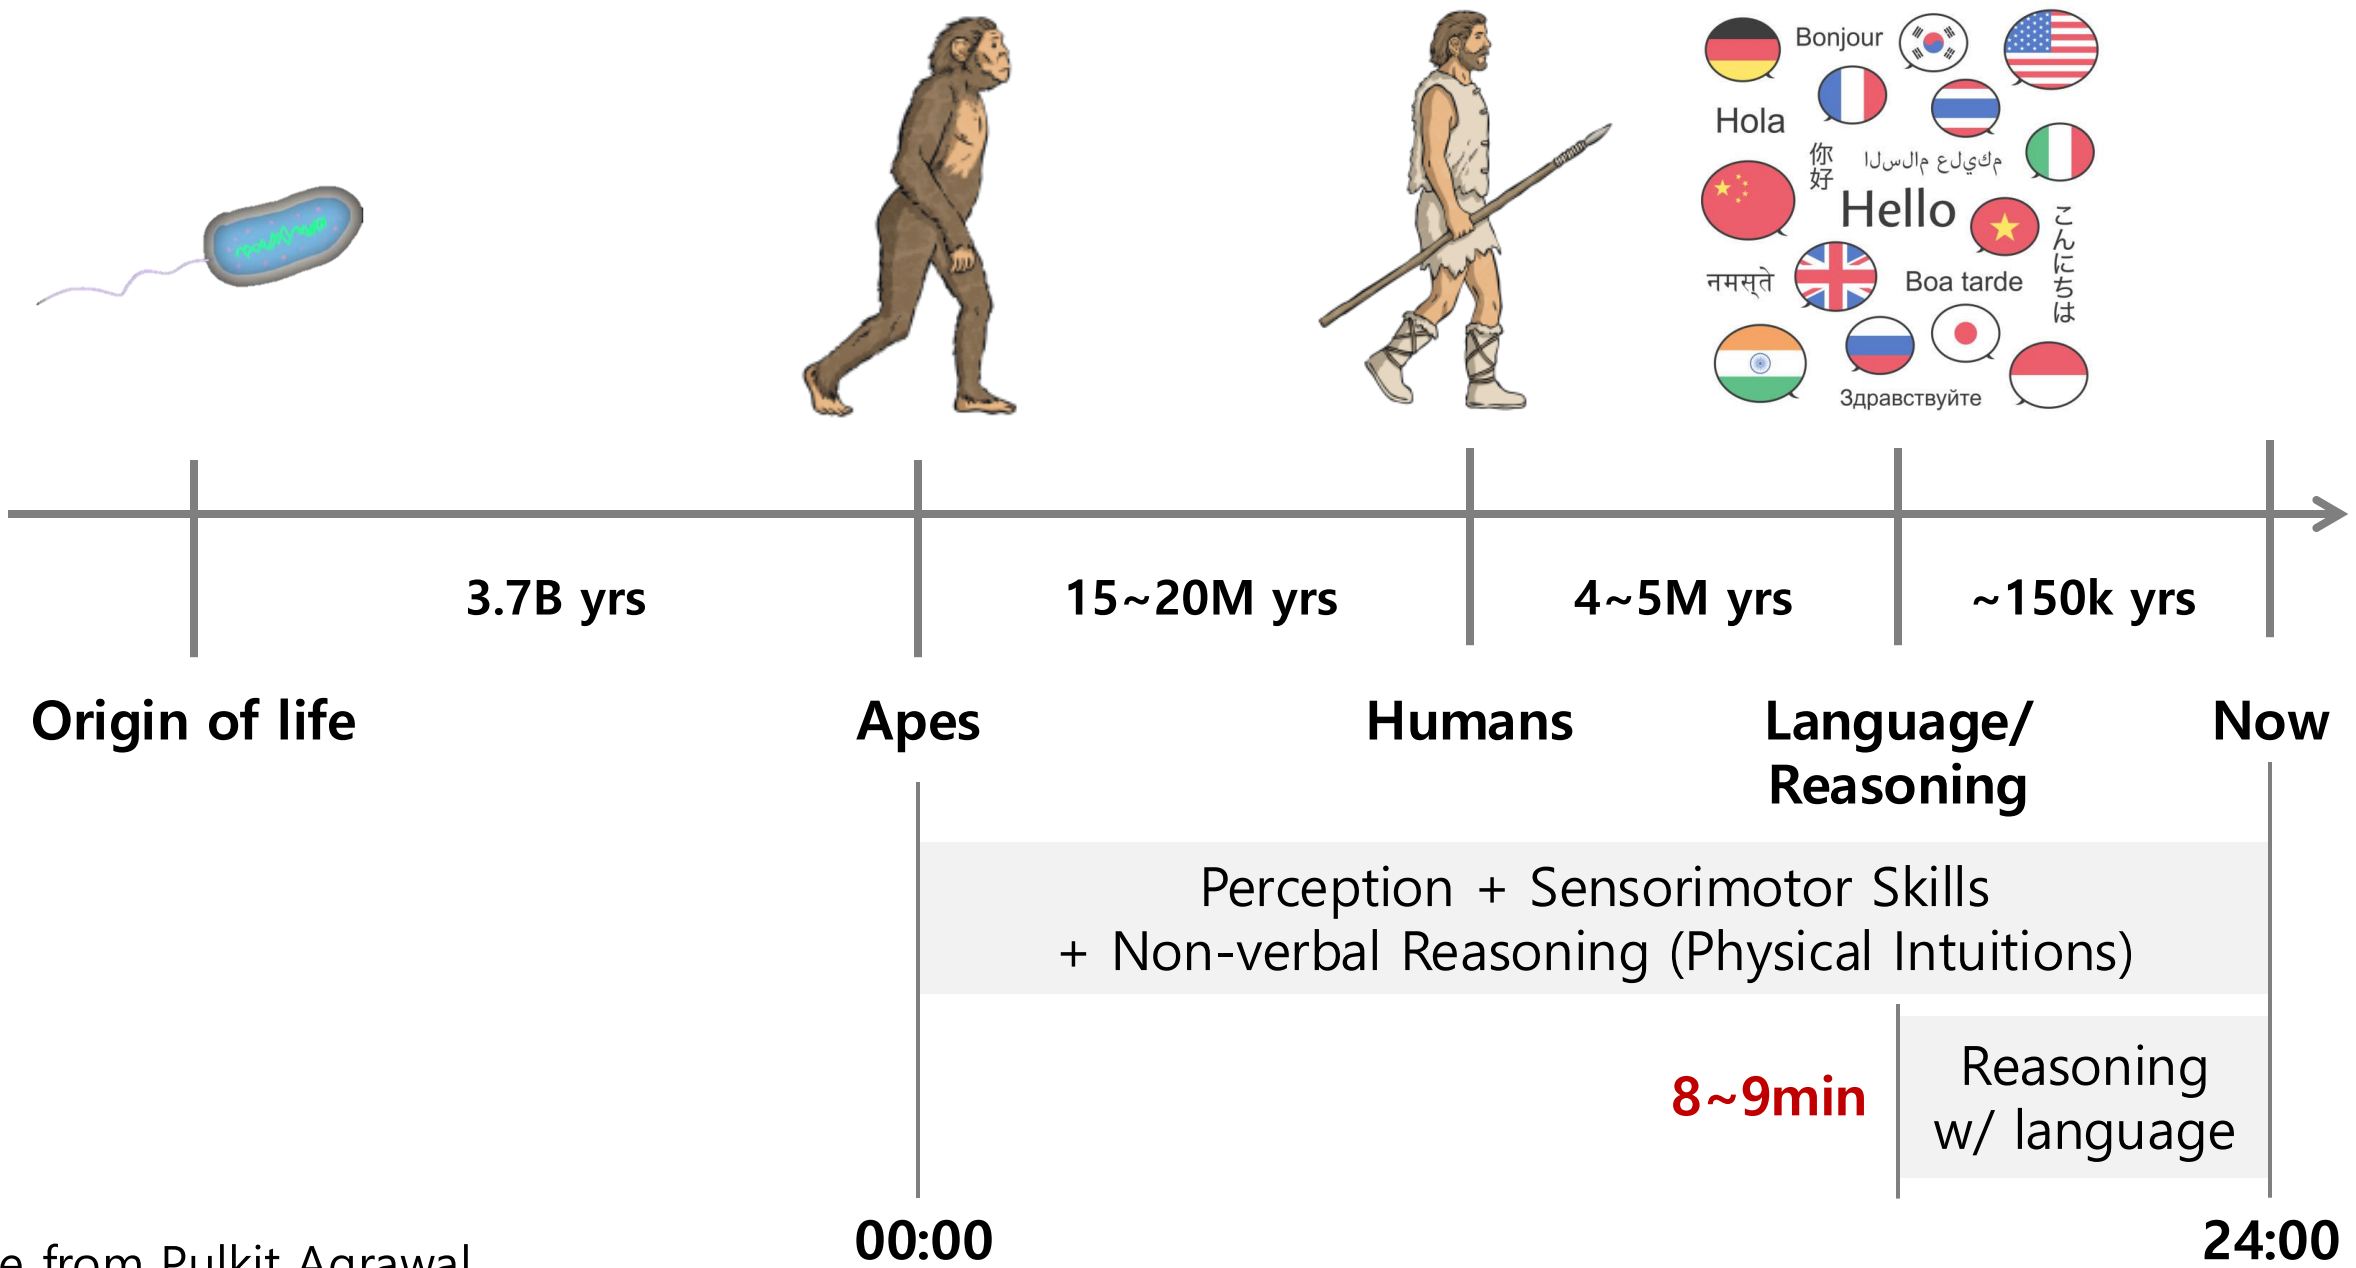 Bonjour
Hola
你好
م ك ي ل ع م ا ل س ل ا
Hello
こんにちは
नमस्ते
Boa tarde
Здравствуйте
3.7B yrs
15~20M yrs
4~5M yrs
~150k yrs
Origin of life
Apes
Humans
Language/
Reasoning
Now
Perception + Sensorimotor Skills
+ Non-verbal Reasoning (Physical Intuitions)
8~9min
Reasoning
w/ language
00:00
24:00
e from Pulkit Agrawal